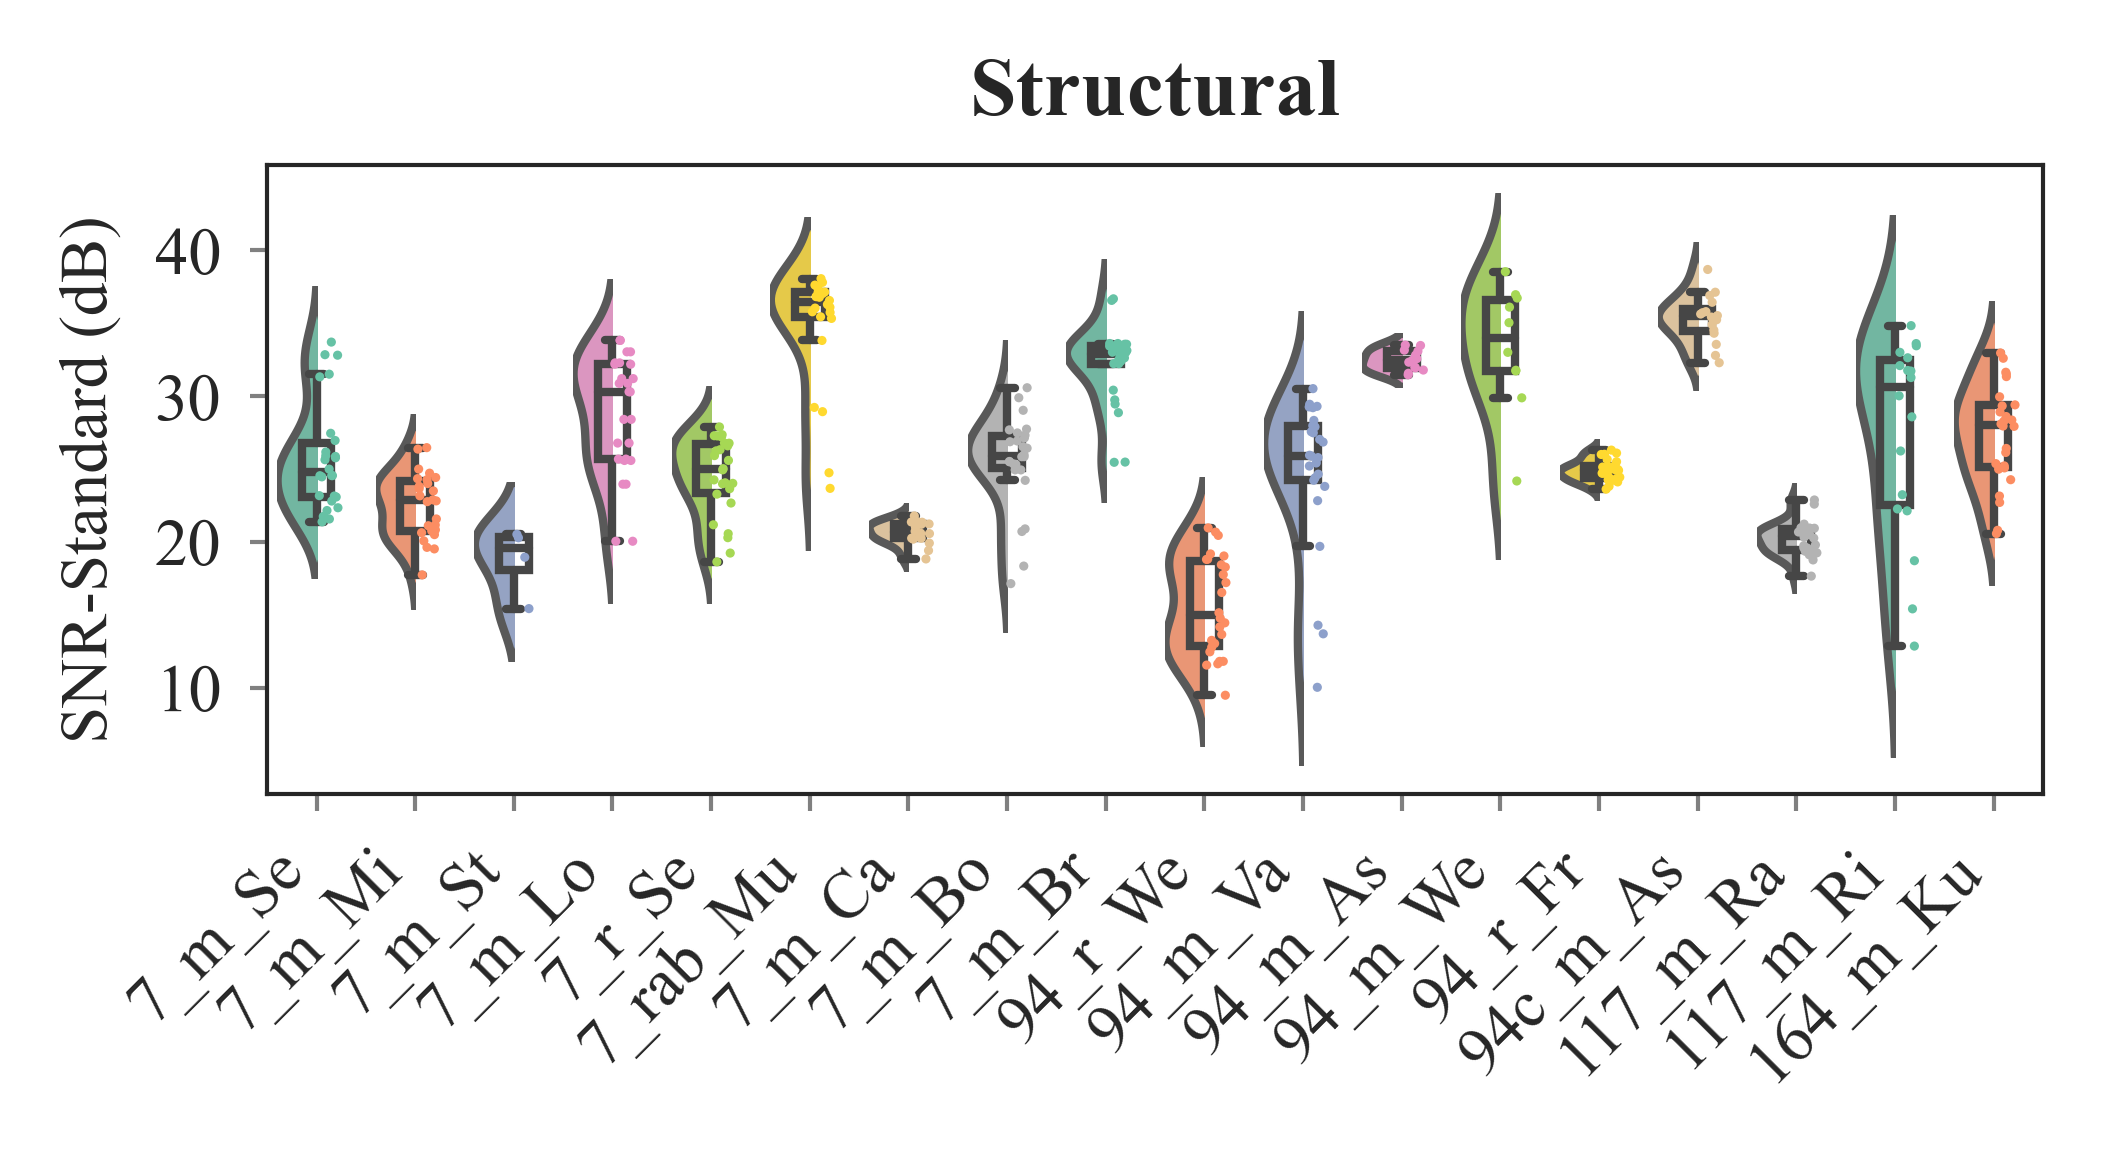 Structural
SNR-Standard (dB)
40
30
20
10
7_m_Se
7_m_Mi
7_m_St
7_m_Lo
7_r_Se
7_rab_Mu
7_m_Ca
7_m_Bo
7_m_Br
94_r_We
94_m_Va
94_m_As
94_m_We
94_r_Fr
94c_m_As
117_m_Ra
117_m_Ri
164_m_Ku